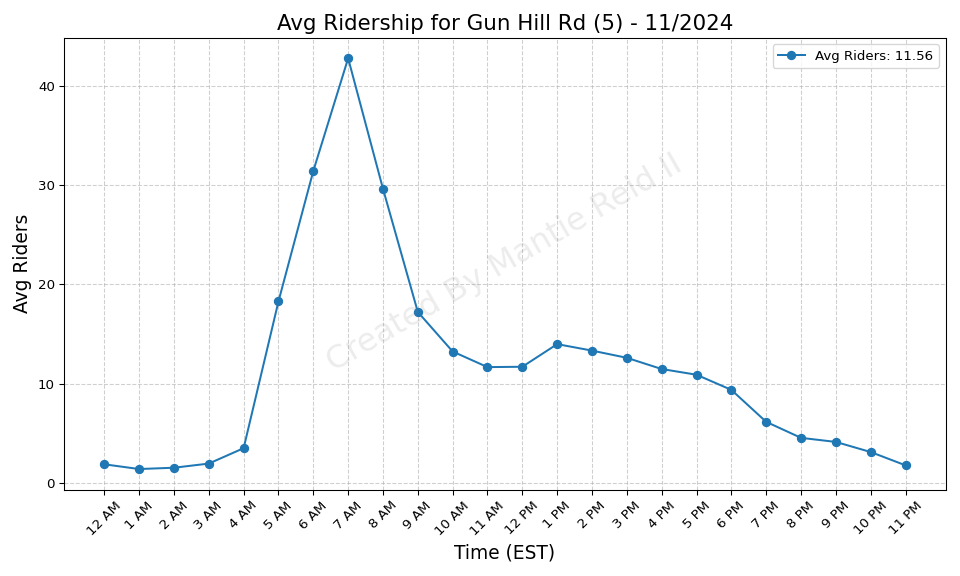 Avg Ridership for Gun Hill Rd (5) - 11/2024
Avg Riders: 11.56
Avg Riders
40
30
20
10
0
Created By Mantle Reid II
12 AM
1 AM
2 AM
3 AM
4 AM
5 AM
6 AM
7 AM
8 AM
9 AM
10 AM
11 AM
12 PM
1 PM
2 PM
3 PM
4 PM
5 PM
6 PM
7 PM
8 PM
9 PM
10 PM
11 PM
Time (EST)